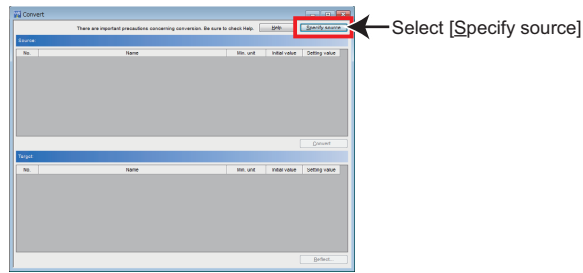 Convert
There are important precautions concerning conversion. Be sure to check Help. Help Specify source
Select [Specify source]
Source:
No. Name Min. unit Initial value Setting value
Convert
Target:
No. Name Min. unit Initial value Setting value
Reflect...